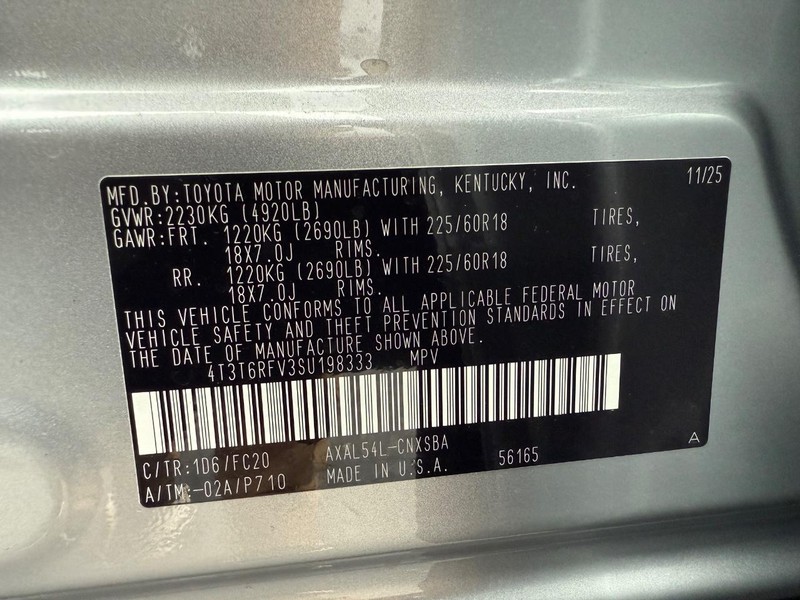 MFD.BY:TOYOTA MOTOR MANUFACTURING, KENTUCKY, INC. 11/25
GVWR:2230KG (4920LB)
GAWR:FRT. 1220KG (2690LB) WITH 225/60R18 TIRES,
18X7.0J RIMS.
RR. 1220KG (2690LB) WITH 225/60R18 TIRES,
18X7.0J RIMS.
THIS VEHICLE CONFORMS TO ALL APPLICABLE FEDERAL MOTOR
VEHICLE SAFETY AND THEFT PREVENTION STANDARDS IN EFFECT ON
THE DATE OF MANUFACTURE SHOWN ABOVE.
4T3T6RFV3SU198333 MPV
C/TR:1D6/FC20 AXAL54L-CNXSBA A
A/TM:-02A/P710 MADE IN U.S.A. 56165